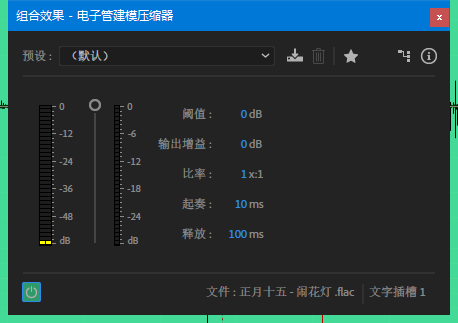 组合效果 - 电子管建模压缩器
x
预设：（默认）
0 0
-12 -6
-24 -12
-36 -18
-48 -24
dB dB
阈值： 0 dB
输出增益： 0 dB
比率： 1 x:1
起奏： 10 ms
释放： 100 ms
文件 : 正月十五 - 闹花灯 .flac 文字插槽 1